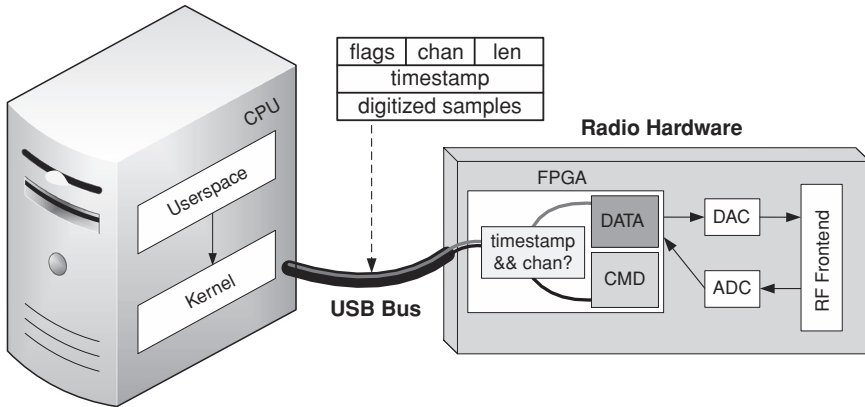 flags chan len
timestamp
digitized samples
CPU
Userspace
Kernel
USB Bus
Radio Hardware
FPGA
timestamp
&& chan?
DATA
CMD
DAC
ADC
RF Frontend